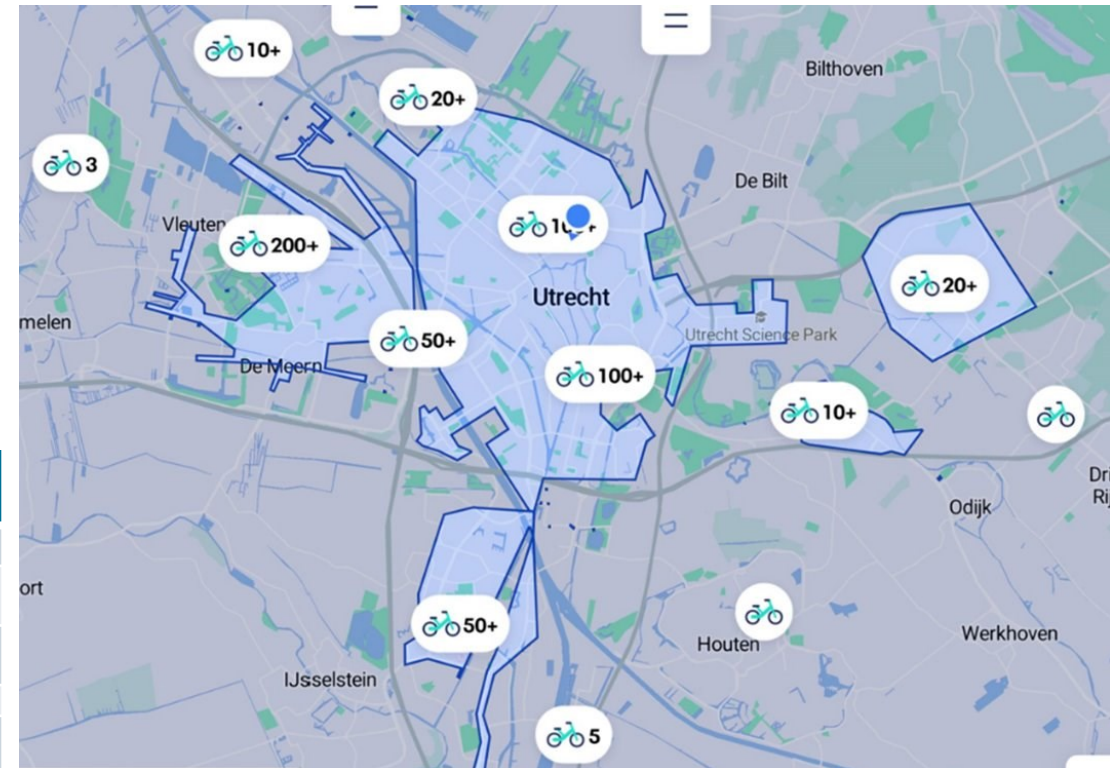 10+
Bilthoven
20+
3
De Bilt
Vleuten
200+
20+
Utrecht
melen
Utrecht Science Park
50+
De Meern
100+
10+
Odijk
ort
50+
Houten
Werkhoven
IJsselstein
5